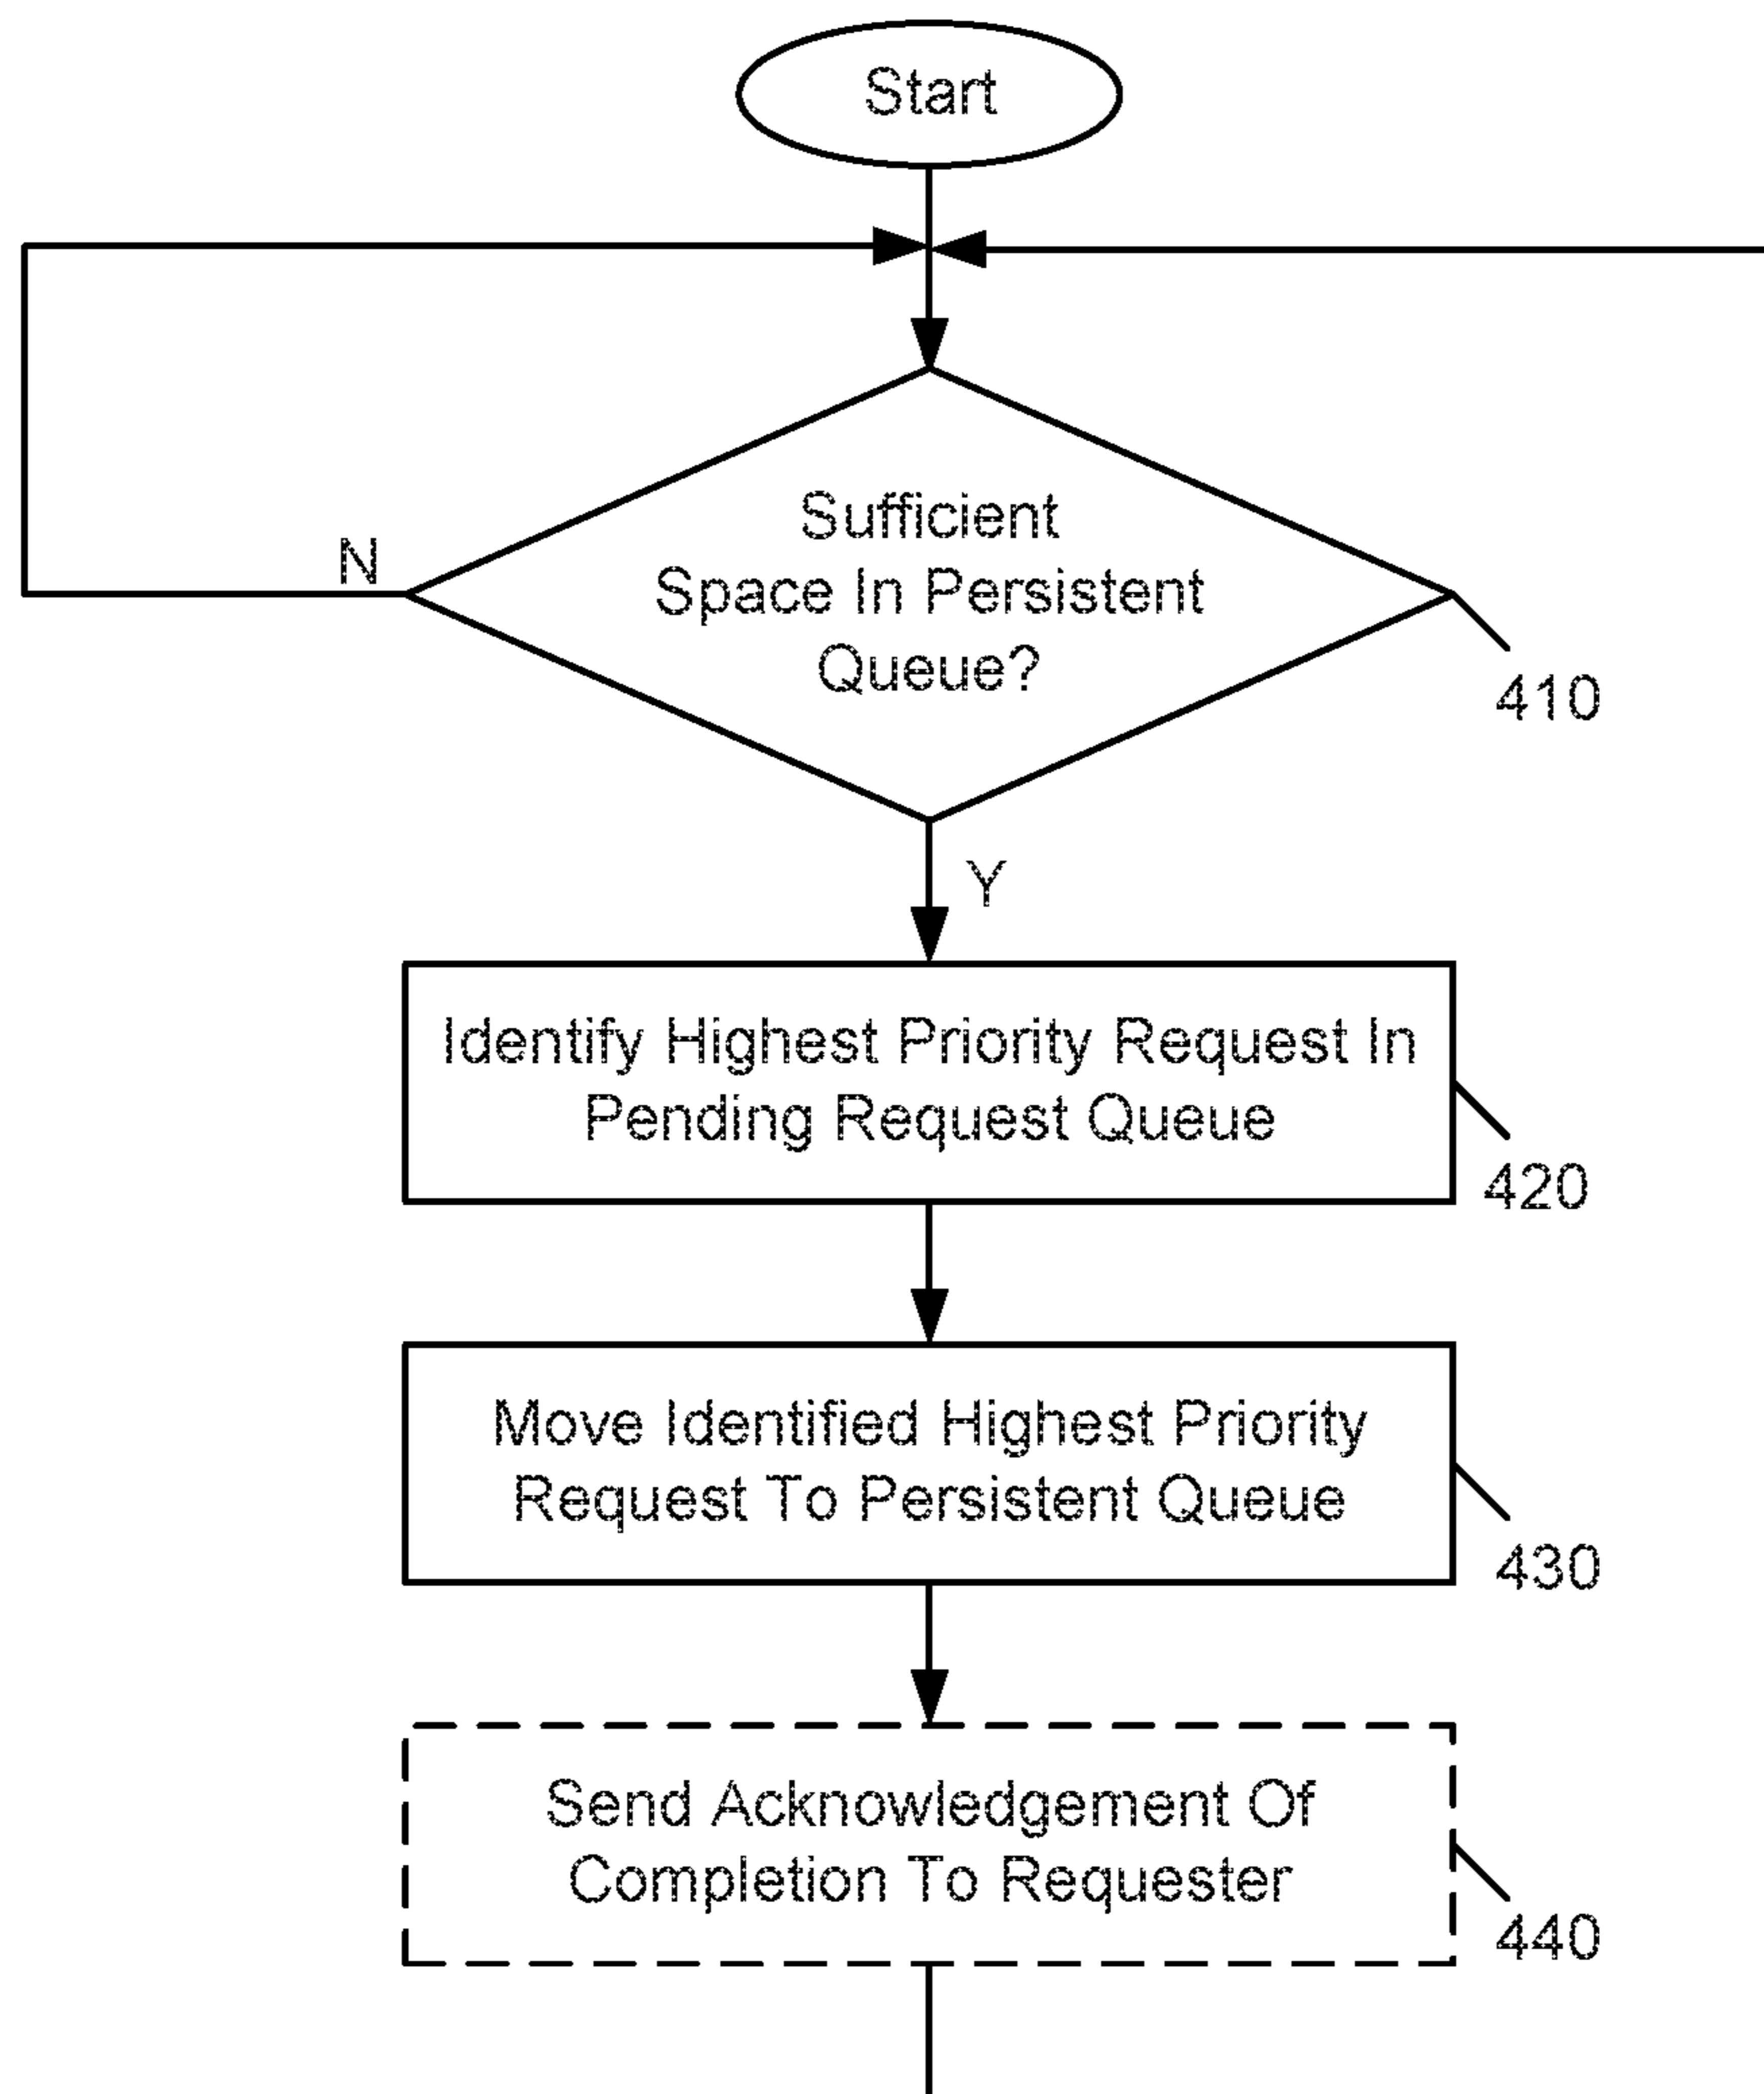 Start
Sufficient
Space In Persistent
Queue?
N
410
Y
Identify Highest Priority Request In
Pending Request Queue
420
Move Identified Highest Priority
Request To Persistent Queue
430
Send Acknowledgement Of
Completion To Requester
440